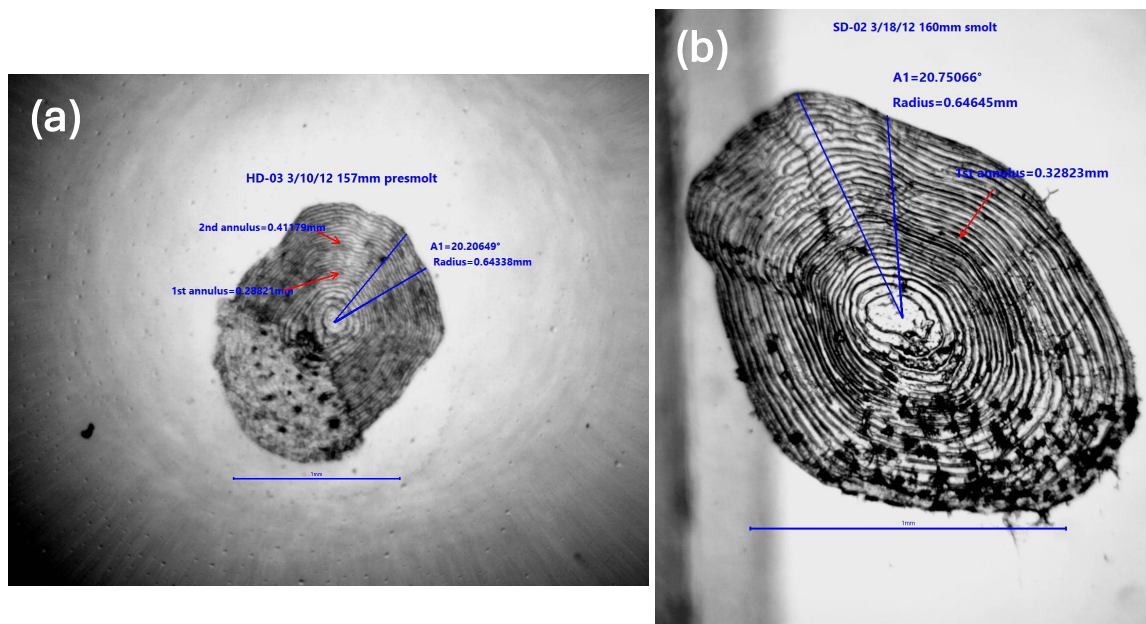 (a)
HD-03 3/10/12 157mm presmolt
2nd annulus=0.41179mm
A1=20.20649°
Radius=0.64338mm
1st annulus=0.28821mm
1mm
(b)
SD-02 3/18/12 160mm smolt
A1=20.75066°
Radius=0.64645mm
1st annulus=0.32823mm
1mm